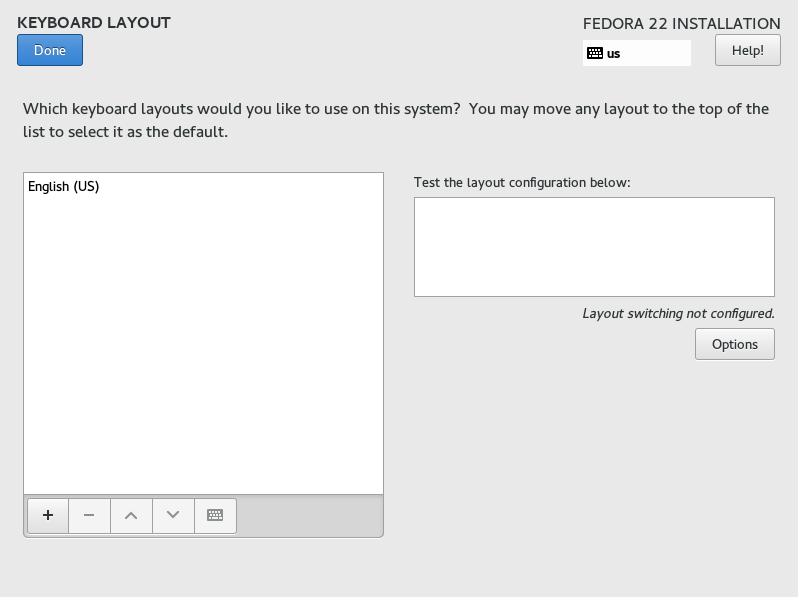 KEYBOARD LAYOUT
FEDORA 22 INSTALLATION
Done
us
Help!
Which keyboard layouts would you like to use on this system?  You may move any layout to the top of the
list to select it as the default.
English (US)
Test the layout configuration below:
Layout switching not configured.
Options